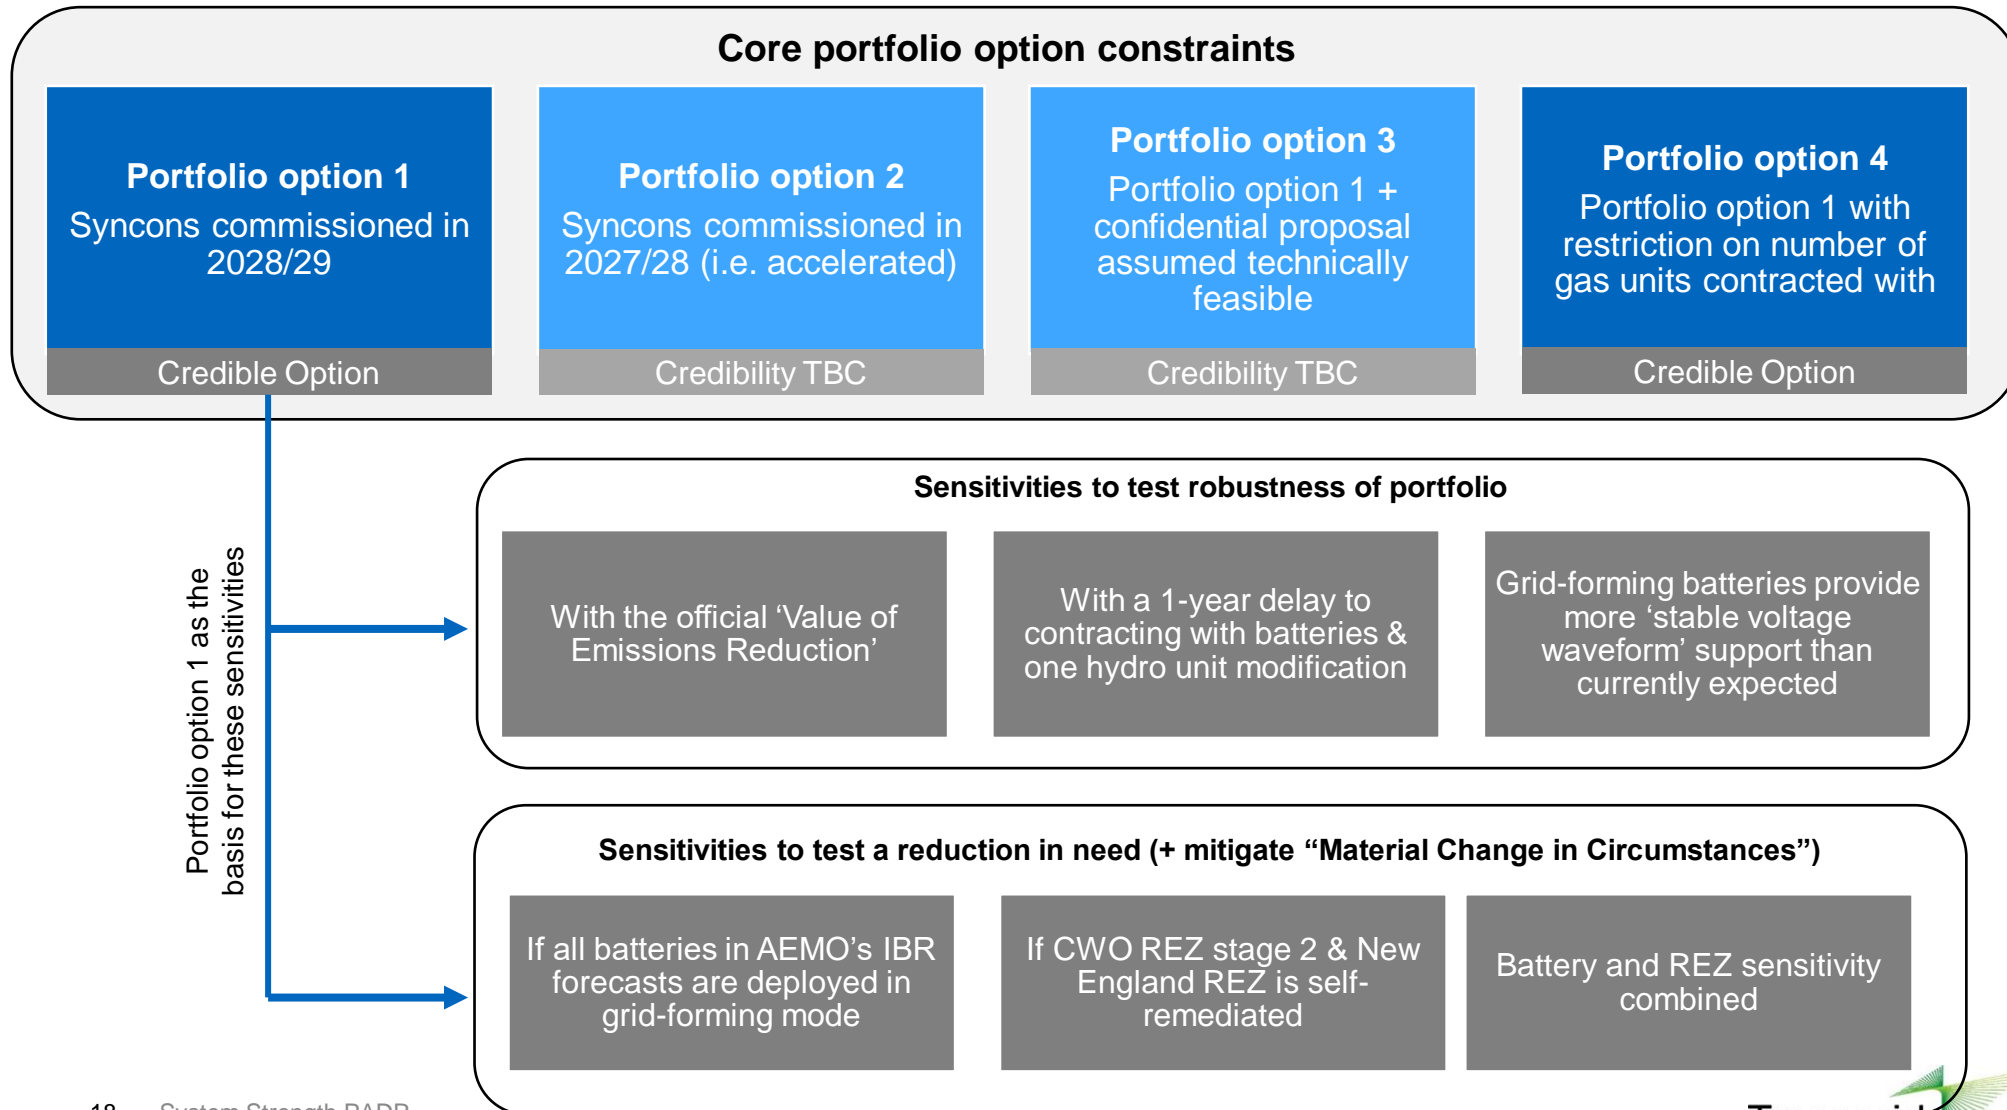 Core portfolio option constraints
Portfolio option 1
Syncons commissioned in
2028/29
Credible Option
Portfolio option 2
Syncons commissioned in
2027/28 (i.e. accelerated)
Credibility TBC
Portfolio option 3
Portfolio option 1 +
confidential proposal
assumed technically
feasible
Credibility TBC
Portfolio option 4
Portfolio option 1 with
restriction on number of
gas units contracted with
Credible Option
Portfolio option 1 as the
basis for these sensitivities
Sensitivities to test robustness of portfolio
With the official ‘Value of
Emissions Reduction’
With a 1-year delay to
contracting with batteries &
one hydro unit modification
Grid-forming batteries provide
more ‘stable voltage
waveform’ support than
currently expected
Sensitivities to test a reduction in need (+ mitigate “Material Change in Circumstances”)
If all batteries in AEMO’s IBR
forecasts are deployed in
grid-forming mode
If CWO REZ stage 2 & New
England REZ is self-
remediated
Battery and REZ sensitivity
combined
18 System Strength PADR